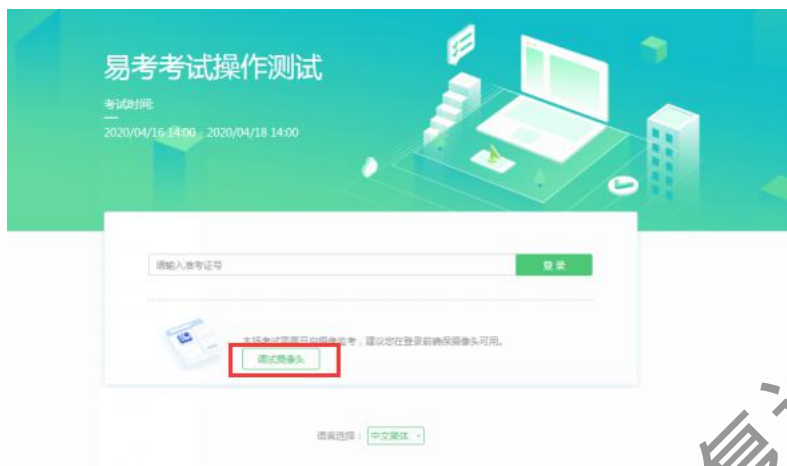 易考考试操作测试
考试时间:
2020/04/16 14:00 - 2020/04/18 14:00
请输入准考证号
登 录
本场考试需要开启摄像监考，建议您在登录前确保摄像头可用。
调试摄像头
语言选择： 中文简体